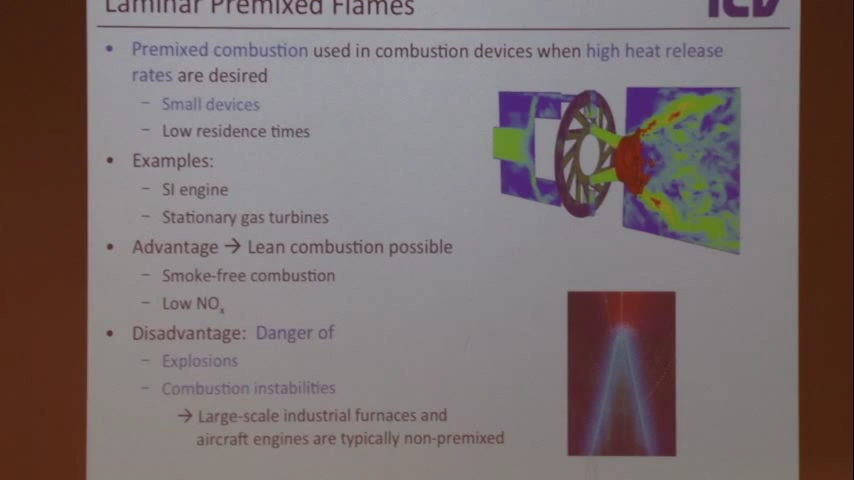 Laminar Premixed Flames
• Premixed combustion used in combustion devices when high heat release
rates are desired
– Small devices
– Low residence times
• Examples:
– SI engine
– Stationary gas turbines
• Advantage → Lean combustion possible
– Smoke-free combustion
– Low NOx
• Disadvantage: Danger of
– Explosions
– Combustion instabilities
→ Large-scale industrial furnaces and
aircraft engines are typically non-premixed